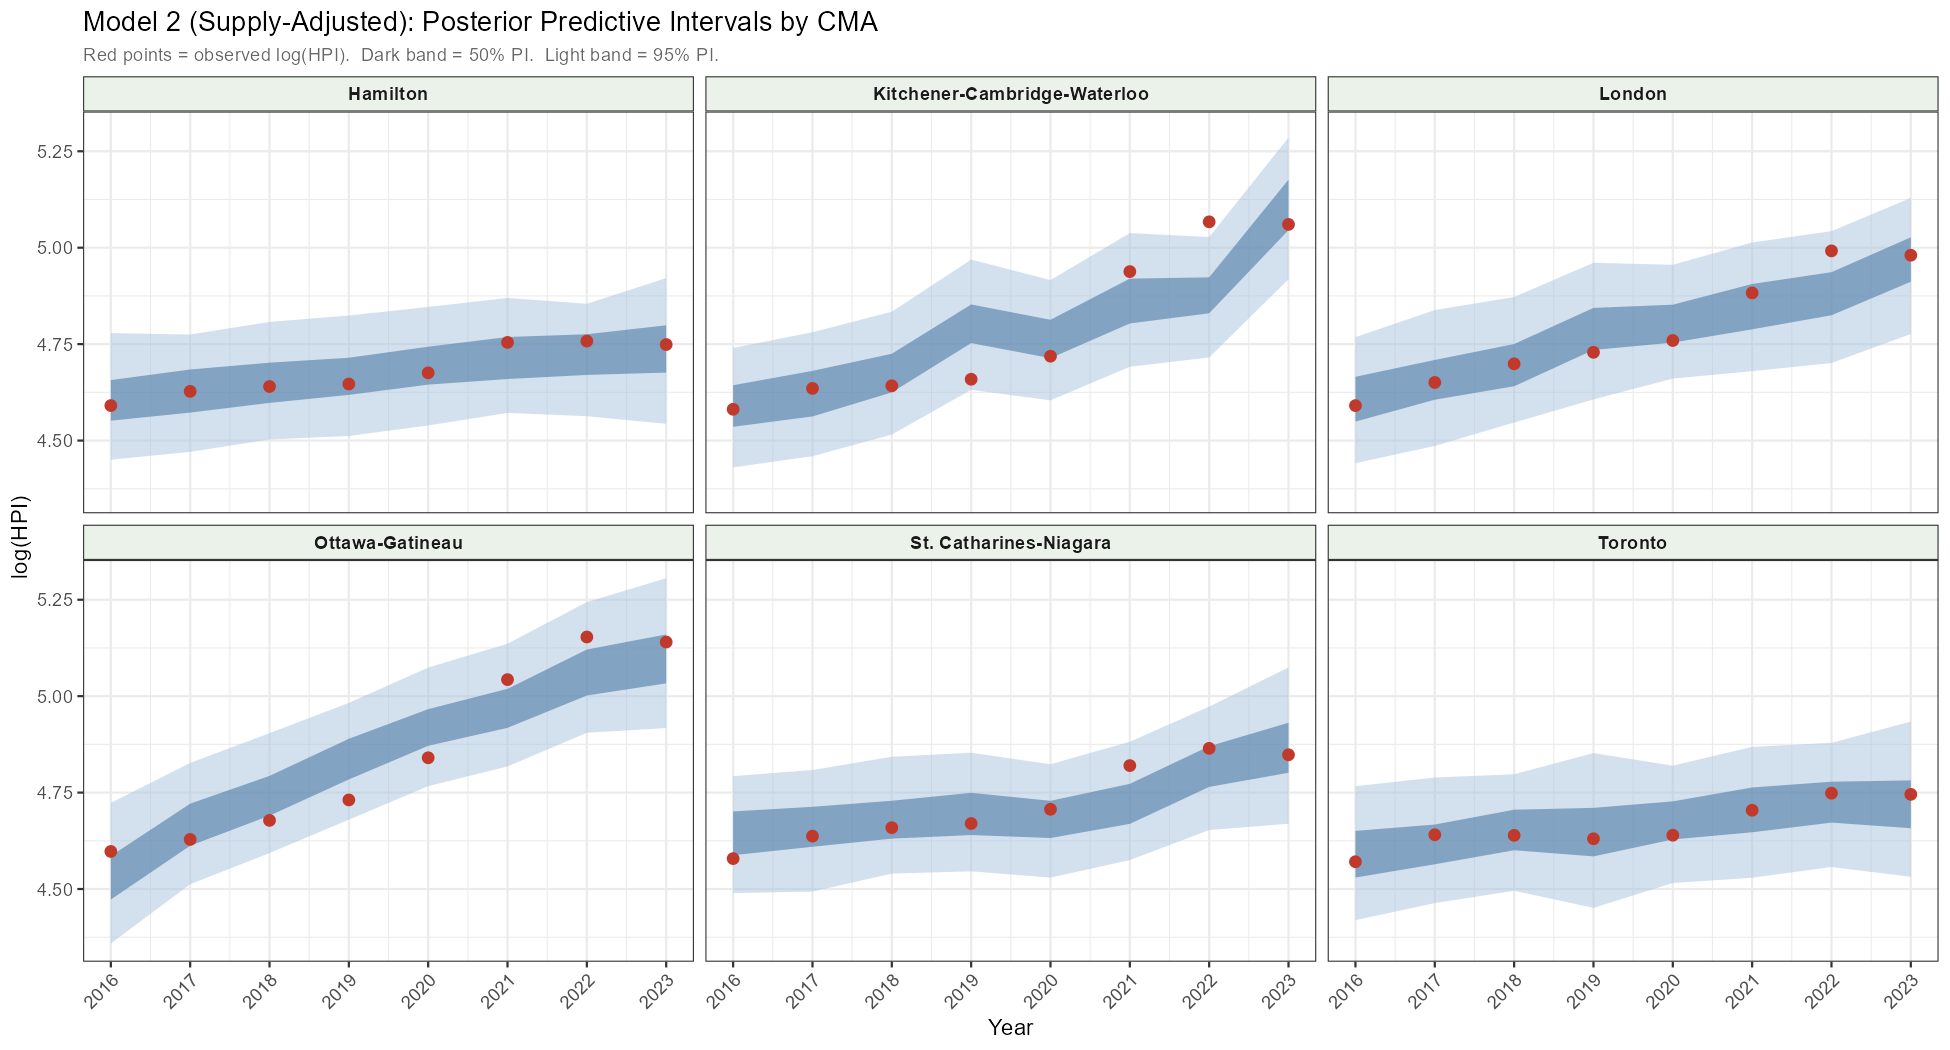 Model 2 (Supply-Adjusted): Posterior Predictive Intervals by CMA
Red points = observed log(HPI).  Dark band = 50% PI.  Light band = 95% PI.
Hamilton
Kitchener-Cambridge-Waterloo
London
5.25
5.00
4.75
4.50
log(HPI)
Ottawa-Gatineau
St. Catharines-Niagara
Toronto
5.25
5.00
4.75
4.50
2016 2017 2018 2019 2020 2021 2022 2023
2016 2017 2018 2019 2020 2021 2022 2023
2016 2017 2018 2019 2020 2021 2022 2023
Year